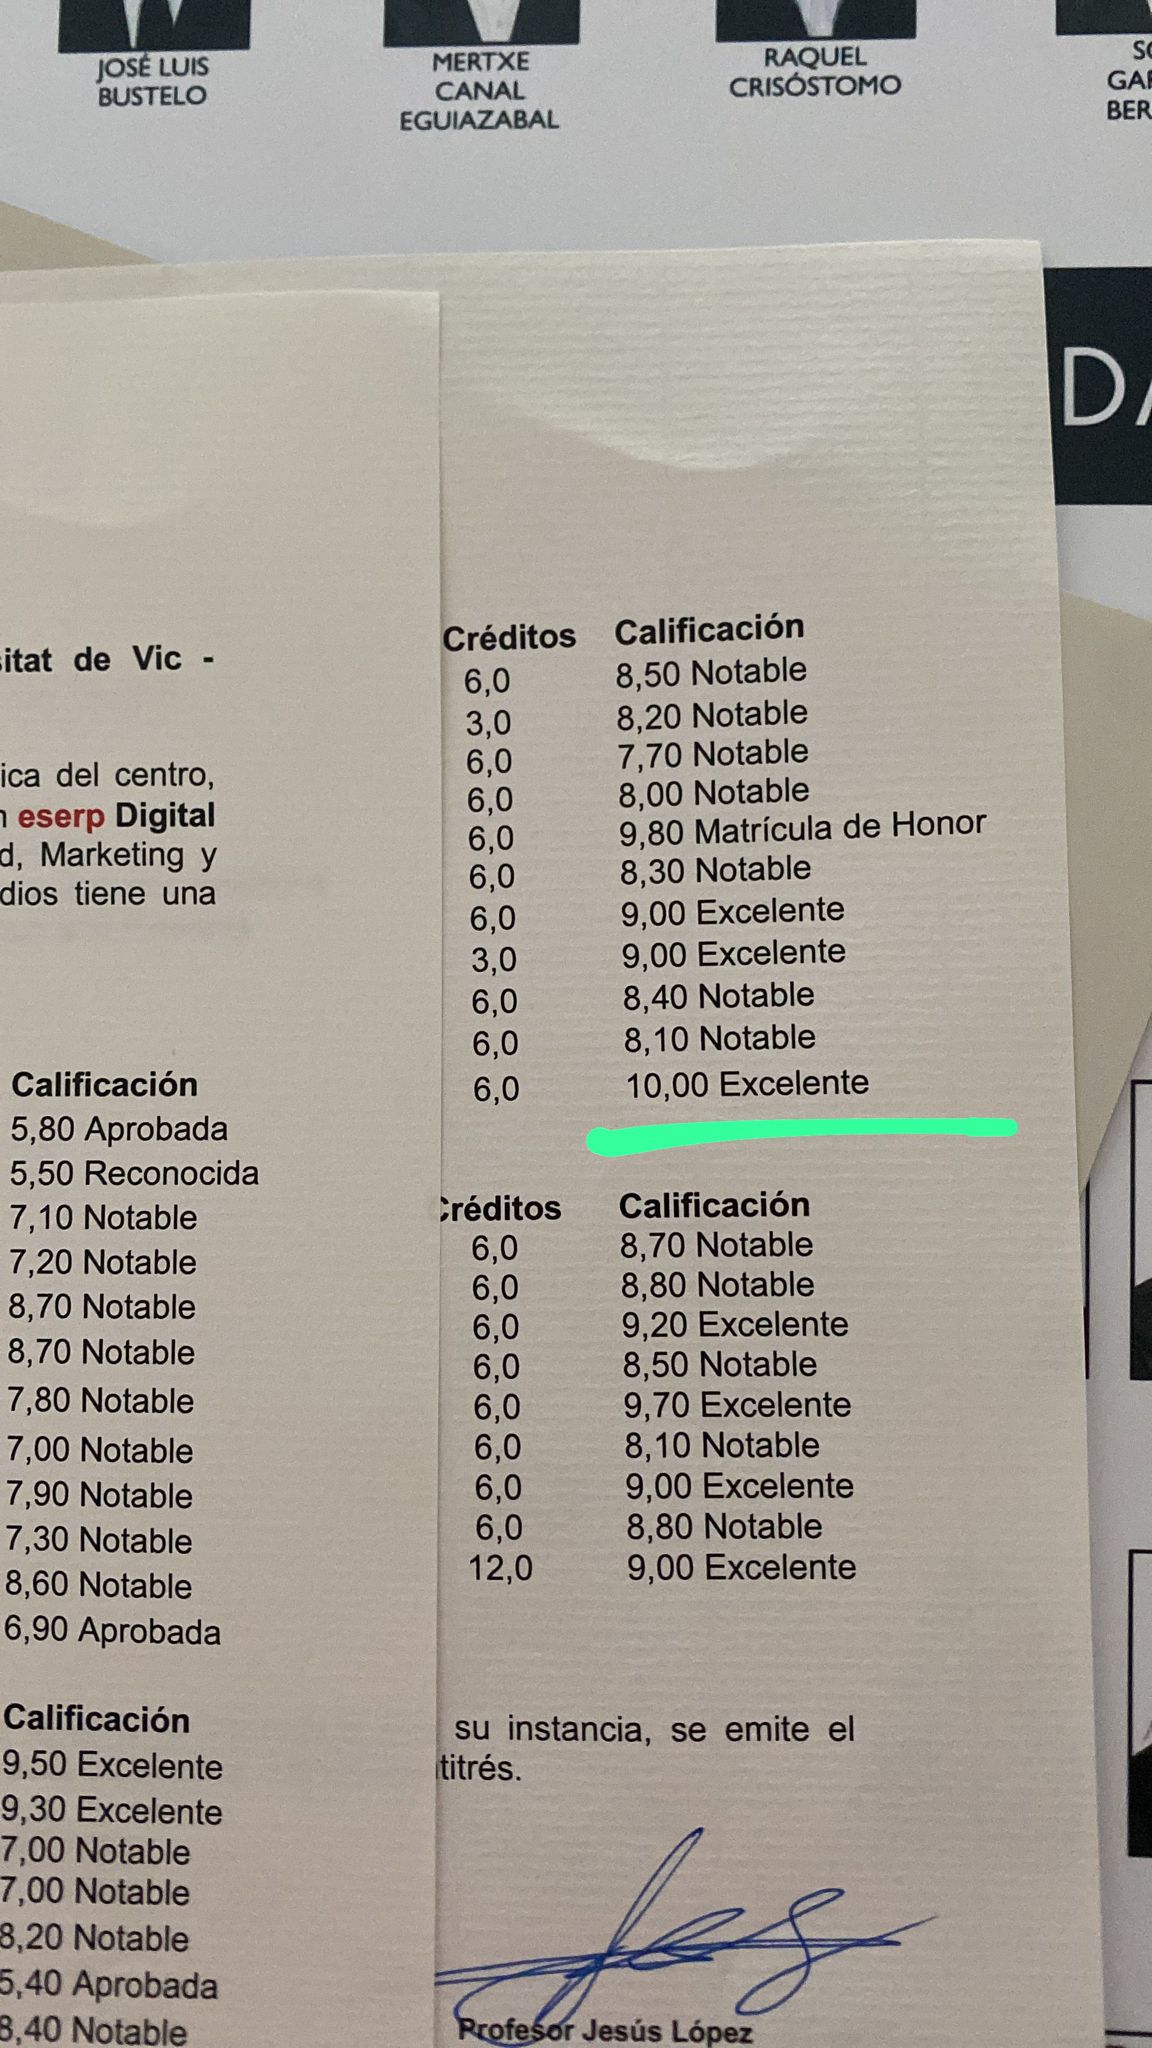 JOSÉ LUIS
BUSTELO
MERTXE
CANAL
EGUIAZABAL
RAQUEL
CRISÓSTOMO
de Vic -
ica del centro,
eserp Digital
d, Marketing y
dios tiene una
Calificación
5,80 Aprobada
5,50 Reconocida
7,10 Notable
7,20 Notable
8,70 Notable
8,70 Notable
7,80 Notable
7,00 Notable
7,90 Notable
7,30 Notable
8,60 Notable
6,90 Aprobada
Calificación
9,50 Excelente
9,30 Excelente
7,00 Notable
7,00 Notable
8,20 Notable
5,40 Aprobada
8,40 Notable
Créditos Calificación
6,0 8,50 Notable
3,0 8,20 Notable
6,0 7,70 Notable
6,0 8,00 Notable
6,0 9,80 Matrícula de Honor
6,0 8,30 Notable
6,0 9,00 Excelente
3,0 9,00 Excelente
6,0 8,40 Notable
6,0 8,10 Notable
6,0 10,00 Excelente
Créditos Calificación
6,0 8,70 Notable
6,0 8,80 Notable
6,0 9,20 Excelente
6,0 8,50 Notable
6,0 9,70 Excelente
6,0 8,10 Notable
6,0 9,00 Excelente
6,0 8,80 Notable
12,0 9,00 Excelente
su instancia, se emite el
titrés.
Profesor Jesús López